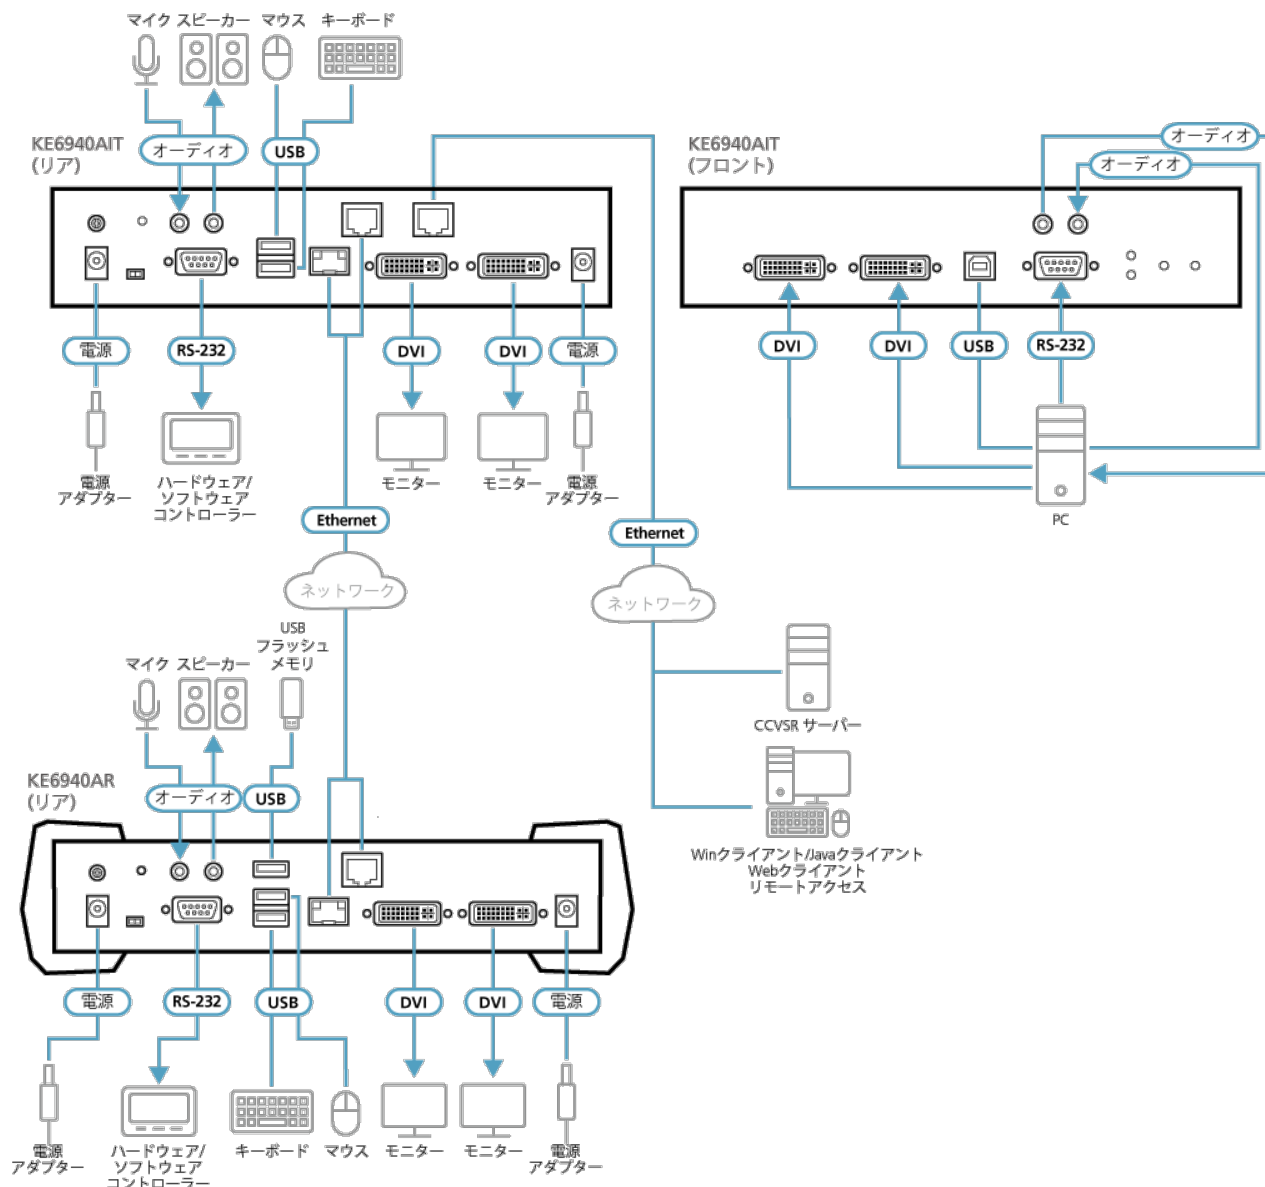 マイク スピーカー マウス キーボード
KE6940AIT
(リア)
オーディオ
USB
電源
RS-232
DVI
DVI
電源
電源
アダプター
ハードウェア/
ソフトウェア
コントローラー
モニター
モニター
電源
アダプター
KE6940AIT
(フロント)
オーディオ
オーディオ
DVI
DVI
USB
RS-232
PC
Ethernet
ネットワーク
Ethernet
ネットワーク
CCVSR サーバー
Winクライアント/Javaクライアント
Webクライアント
リモートアクセス
USB
フラッシュ
メモリ
マイク スピーカー
KE6940AR
(リア)
オーディオ
USB
電源
RS-232
USB
DVI
DVI
電源
電源
アダプター
ハードウェア/
ソフトウェア
コントローラー
キーボード
マウス
モニター
モニター
電源
アダプター